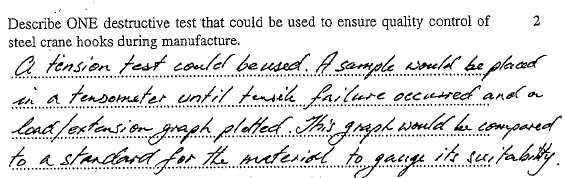 Describe ONE destructive test that could be used to ensure quality control of 2
steel crane hooks during manufacture.
A tension test could be used. A sample would be placed
in a tensometer until tensile failure occurred and a
load/extension graph plotted. This graph would be compared
to a standard for the material to gauge its suitability.